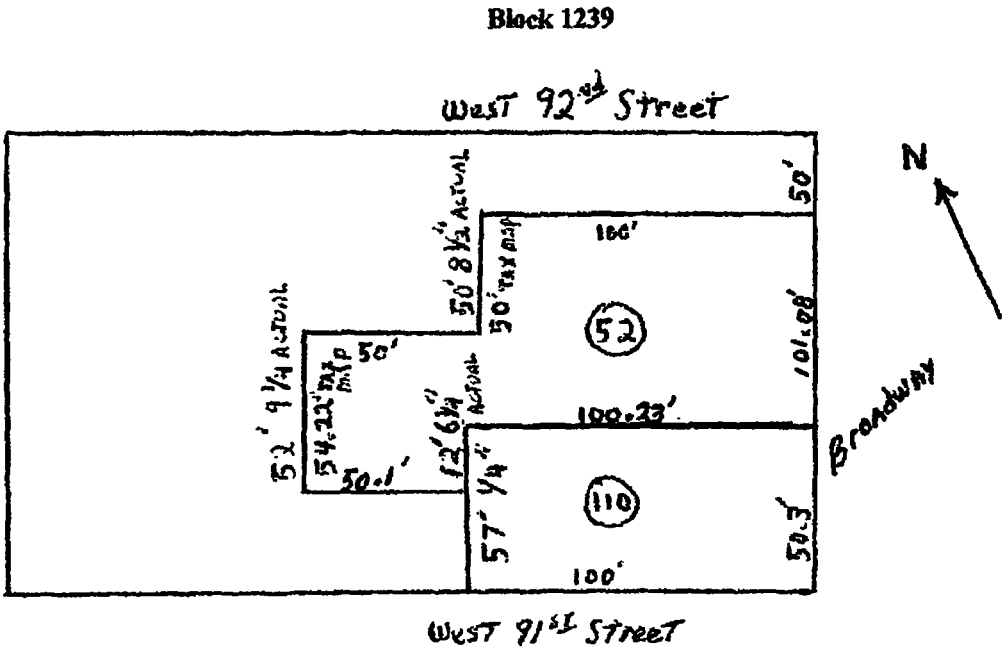 Block 1239
West 92nd Street
N
50'
50' 8 1/2" ACTUAL
50' TAX MAP
100'
52
101.08'
Broadway
52' 9 1/4 ACTUAL
54.22' TAX MAP
50'
12' 6 1/4" ACTUAL
100.23'
50.1'
57' 1/4"
110
50.3'
100'
West 91st Street